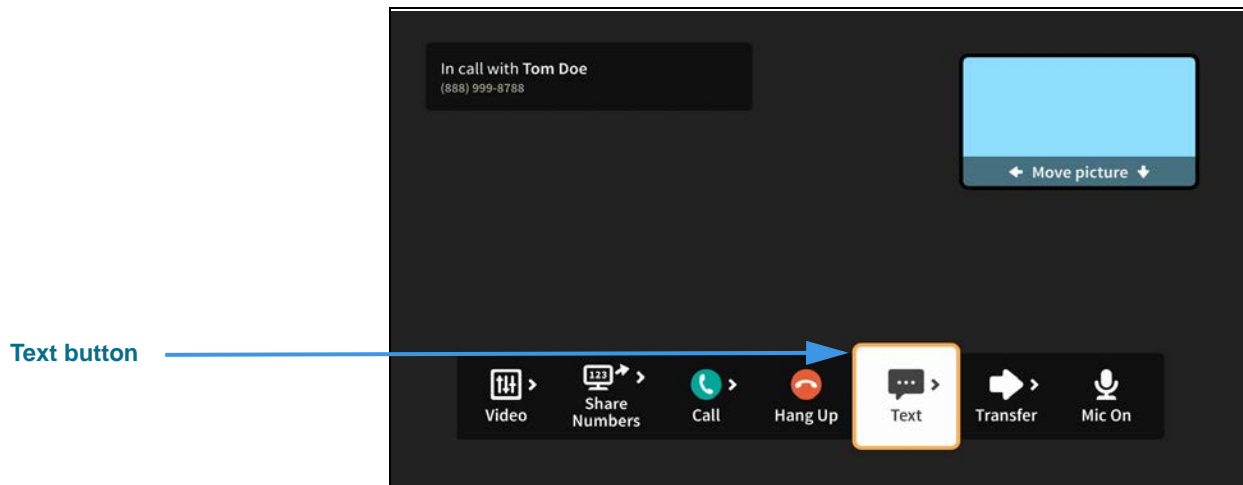 In call with Tom Doe
(888) 999-8788
Move picture
Text button
123
Video
Share
Numbers
Call
Hang Up
Text
Transfer
Mic On